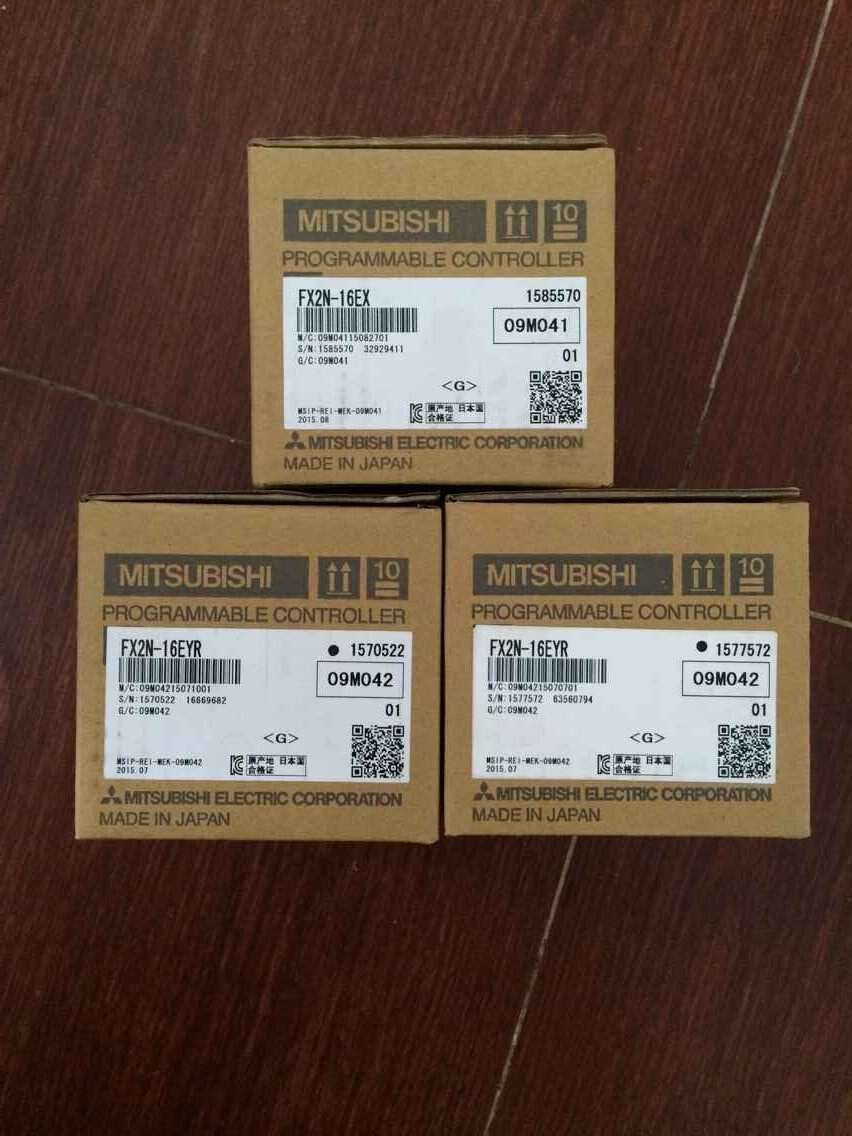 MITSUBISHI 10
PROGRAMMABLE CONTROLLER
FX2N-16EX 1585570
09M041
M/C:09M04115082701
S/N:1585570 32929411
G/C:09M041
01
<G>
MSIP-REI-MEK-09M041
2015.08
原产地 日本国
合格证
MITSUBISHI ELECTRIC CORPORATION
MADE IN JAPAN
MITSUBISHI 10
PROGRAMMABLE CONTROLLER
FX2N-16EYR ● 1570522
09M042
M/C:09M04215071001
S/N:1570522 16669682
G/C:09M042
01
<G>
MSIP-REI-MEK-09M042
2015.07
原产地 日本国
合格证
MITSUBISHI ELECTRIC CORPORATION
MADE IN JAPAN
MITSUBISHI 10
PROGRAMMABLE CONTROLLER
FX2N-16EYR ● 1577572
09M042
M/C:09M04215070701
S/N:1577572 63560794
G/C:09M042
01
<G>
MSIP-REI-MEK-09M042
2015.07
原产地 日本国
合格证
MITSUBISHI ELECTRIC CORPORATION
MADE IN JAPAN